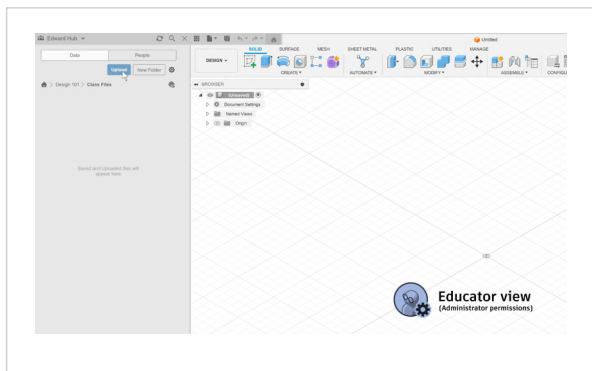 Edward Hub
Untitled
Data
People
Upload
New Folder
Design 101 > Class Files
Saved and Uploaded files will
appear here
SOLID
SURFACE
MESH
SHEET METAL
PLASTIC
UTILITIES
MANAGE
DESIGN
CREATE
AUTOMATE
MODIFY
ASSEMBLE
CONFIGU
BROWSER
(Unsaved)
Document Settings
Named Views
Origin
Educator view
(Administrator permissions)